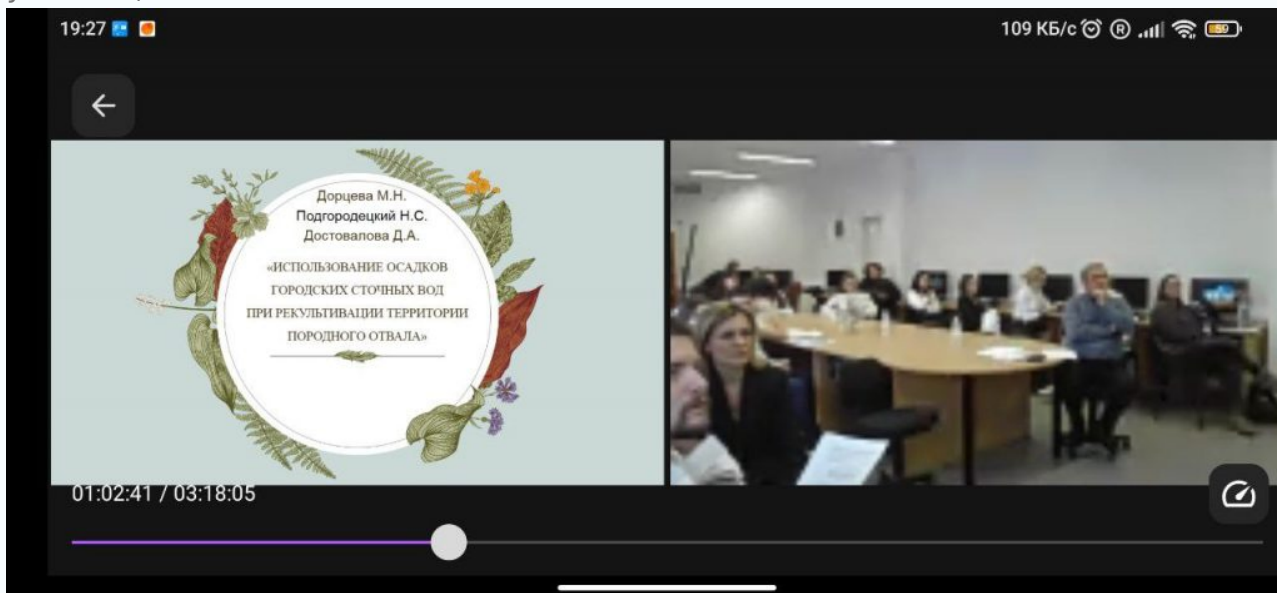 19:27
109 КБ/с
59
Дорцева М.Н.
Подгородецкий Н.С.
Достовалова Д.А.
«ИСПОЛЬЗОВАНИЕ ОСАДКОВ
ГОРОДСКИХ СТОЧНЫХ ВОД
ПРИ РЕКУЛЬТИВАЦИИ ТЕРРИТОРИИ
ПОРОДНОГО ОТВАЛА»
01:02:41 / 03:18:05